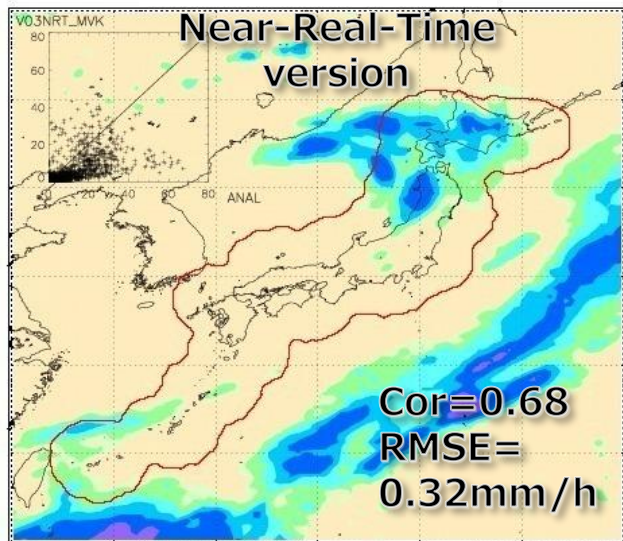 V03NRT_MVK
Near-Real-Time
version
80
60
40
20
0
20
40
60
80
ANAL
Cor=0.68
RMSE=
0.32mm/h